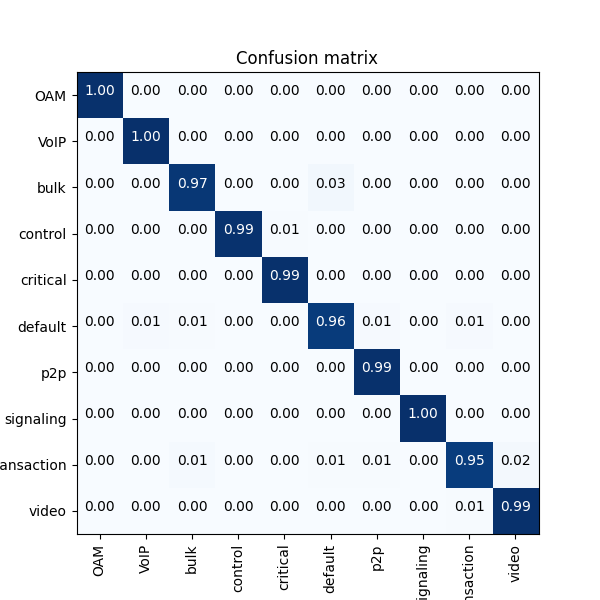 Confusion matrix
OAM 1.00 0.00 0.00 0.00 0.00 0.00 0.00 0.00 0.00 0.00
VoIP 0.00 1.00 0.00 0.00 0.00 0.00 0.00 0.00 0.00 0.00
bulk 0.00 0.00 0.97 0.00 0.00 0.03 0.00 0.00 0.00 0.00
control 0.00 0.00 0.00 0.99 0.01 0.00 0.00 0.00 0.00 0.00
critical 0.00 0.00 0.00 0.00 0.99 0.00 0.00 0.00 0.00 0.00
default 0.00 0.01 0.01 0.00 0.00 0.96 0.01 0.00 0.01 0.00
p2p 0.00 0.00 0.00 0.00 0.00 0.00 0.99 0.00 0.00 0.00
signaling 0.00 0.00 0.00 0.00 0.00 0.00 0.00 1.00 0.00 0.00
ansaction 0.00 0.00 0.01 0.00 0.00 0.01 0.01 0.00 0.95 0.02
video 0.00 0.00 0.00 0.00 0.00 0.00 0.00 0.00 0.01 0.99
OAM
VoIP
bulk
control
critical
default
p2p
ignaling
nsaction
video